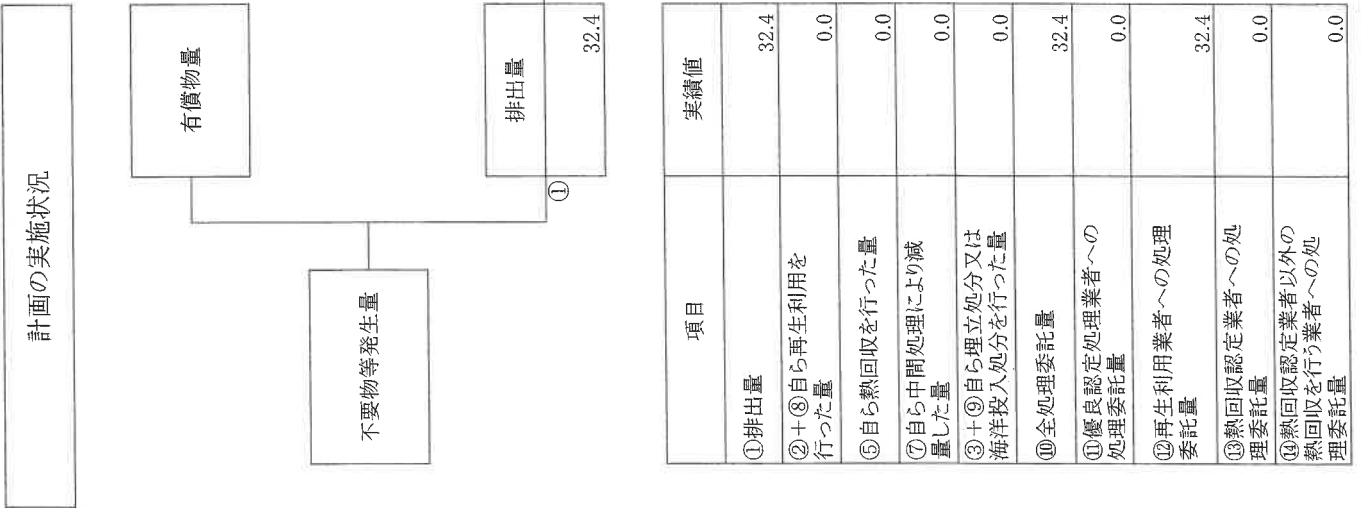 計画の実施状況
有償物量
不要物等発生量
①
排出量
32.4
項目
実績値
①排出量
32.4
②+⑧自ら再生利用を
行った量
0.0
⑤自ら熱回収を行った量
0.0
⑦自ら中間処理により減
量した量
0.0
③+⑨自ら埋立処分又は
海洋投入処分を行った量
0.0
⑩全処理委託量
32.4
⑪優良認定処理業者への
処理委託量
0.0
⑫再生利用業者への処理
委託量
32.4
⑬熱回収認定業者への処
理委託量
0.0
⑭熱回収認定業者以外の
熱回収を行う業者への処
理委託量
0.0